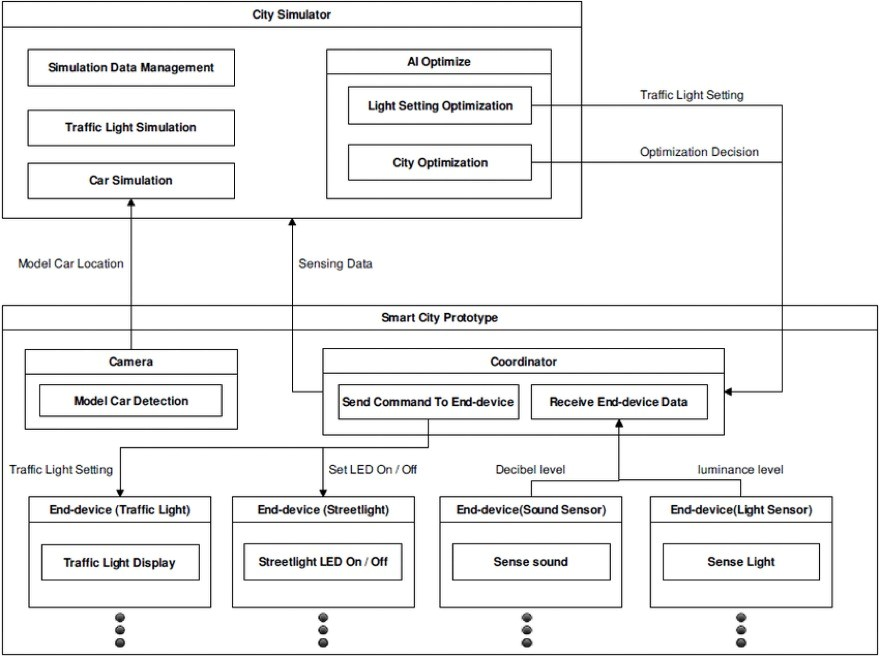 City Simulator
Simulation Data Management
Traffic Light Simulation
Car Simulation
AI Optimize
Light Setting Optimization
City Optimization
Traffic Light Setting
Optimization Decision
Model Car Location
Sensing Data
Smart City Prototype
Camera
Model Car Detection
Coordinator
Send Command To End-device
Receive End-device Data
Traffic Light Setting
Set LED On / Off
Decibel level
luminance level
End-device (Traffic Light)
Traffic Light Display
End-device (Streetlight)
Streetlight LED On / Off
End-device(Sound Sensor)
Sense sound
End-device(Light Sensor)
Sense Light